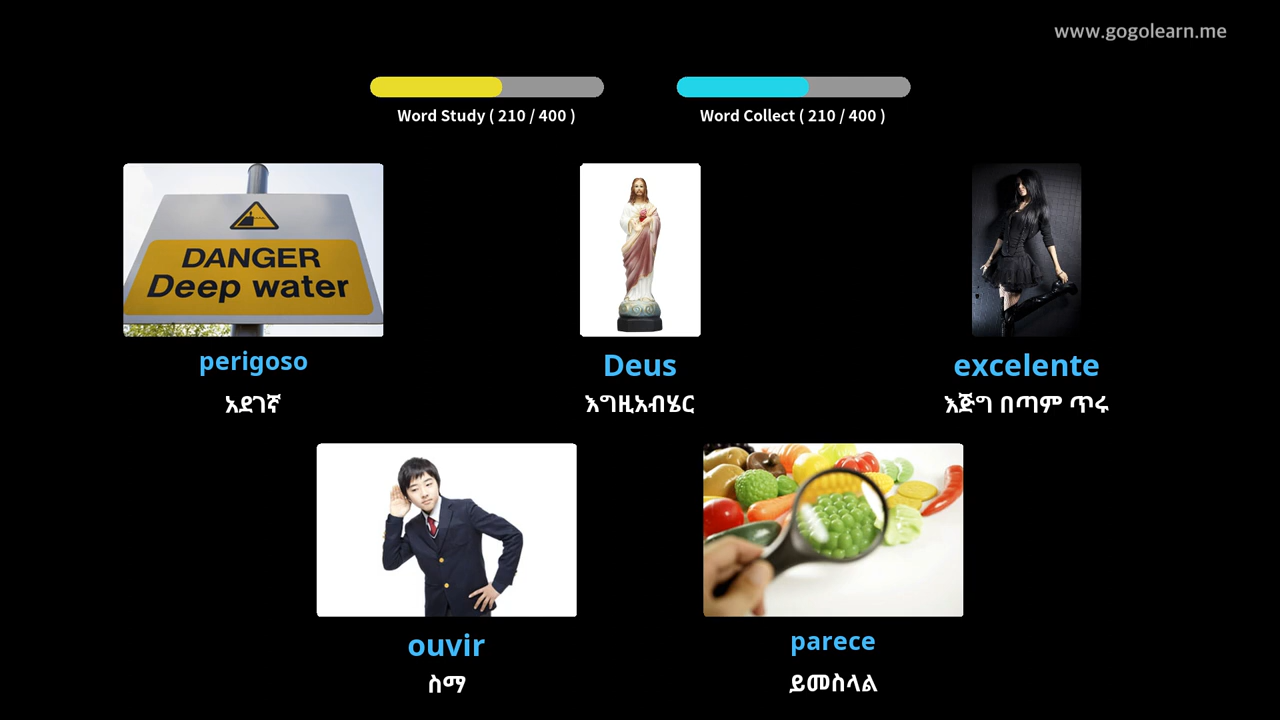 www.gogolearn.me
Word Study ( 210 / 400 )
Word Collect ( 210 / 400 )
DANGER
Deep water
perigoso
አደገኛ
Deus
እግዚአብሄር
excelente
እጅግ በጣም ጥሩ
ouvir
ስማ
parece
ይመስላል